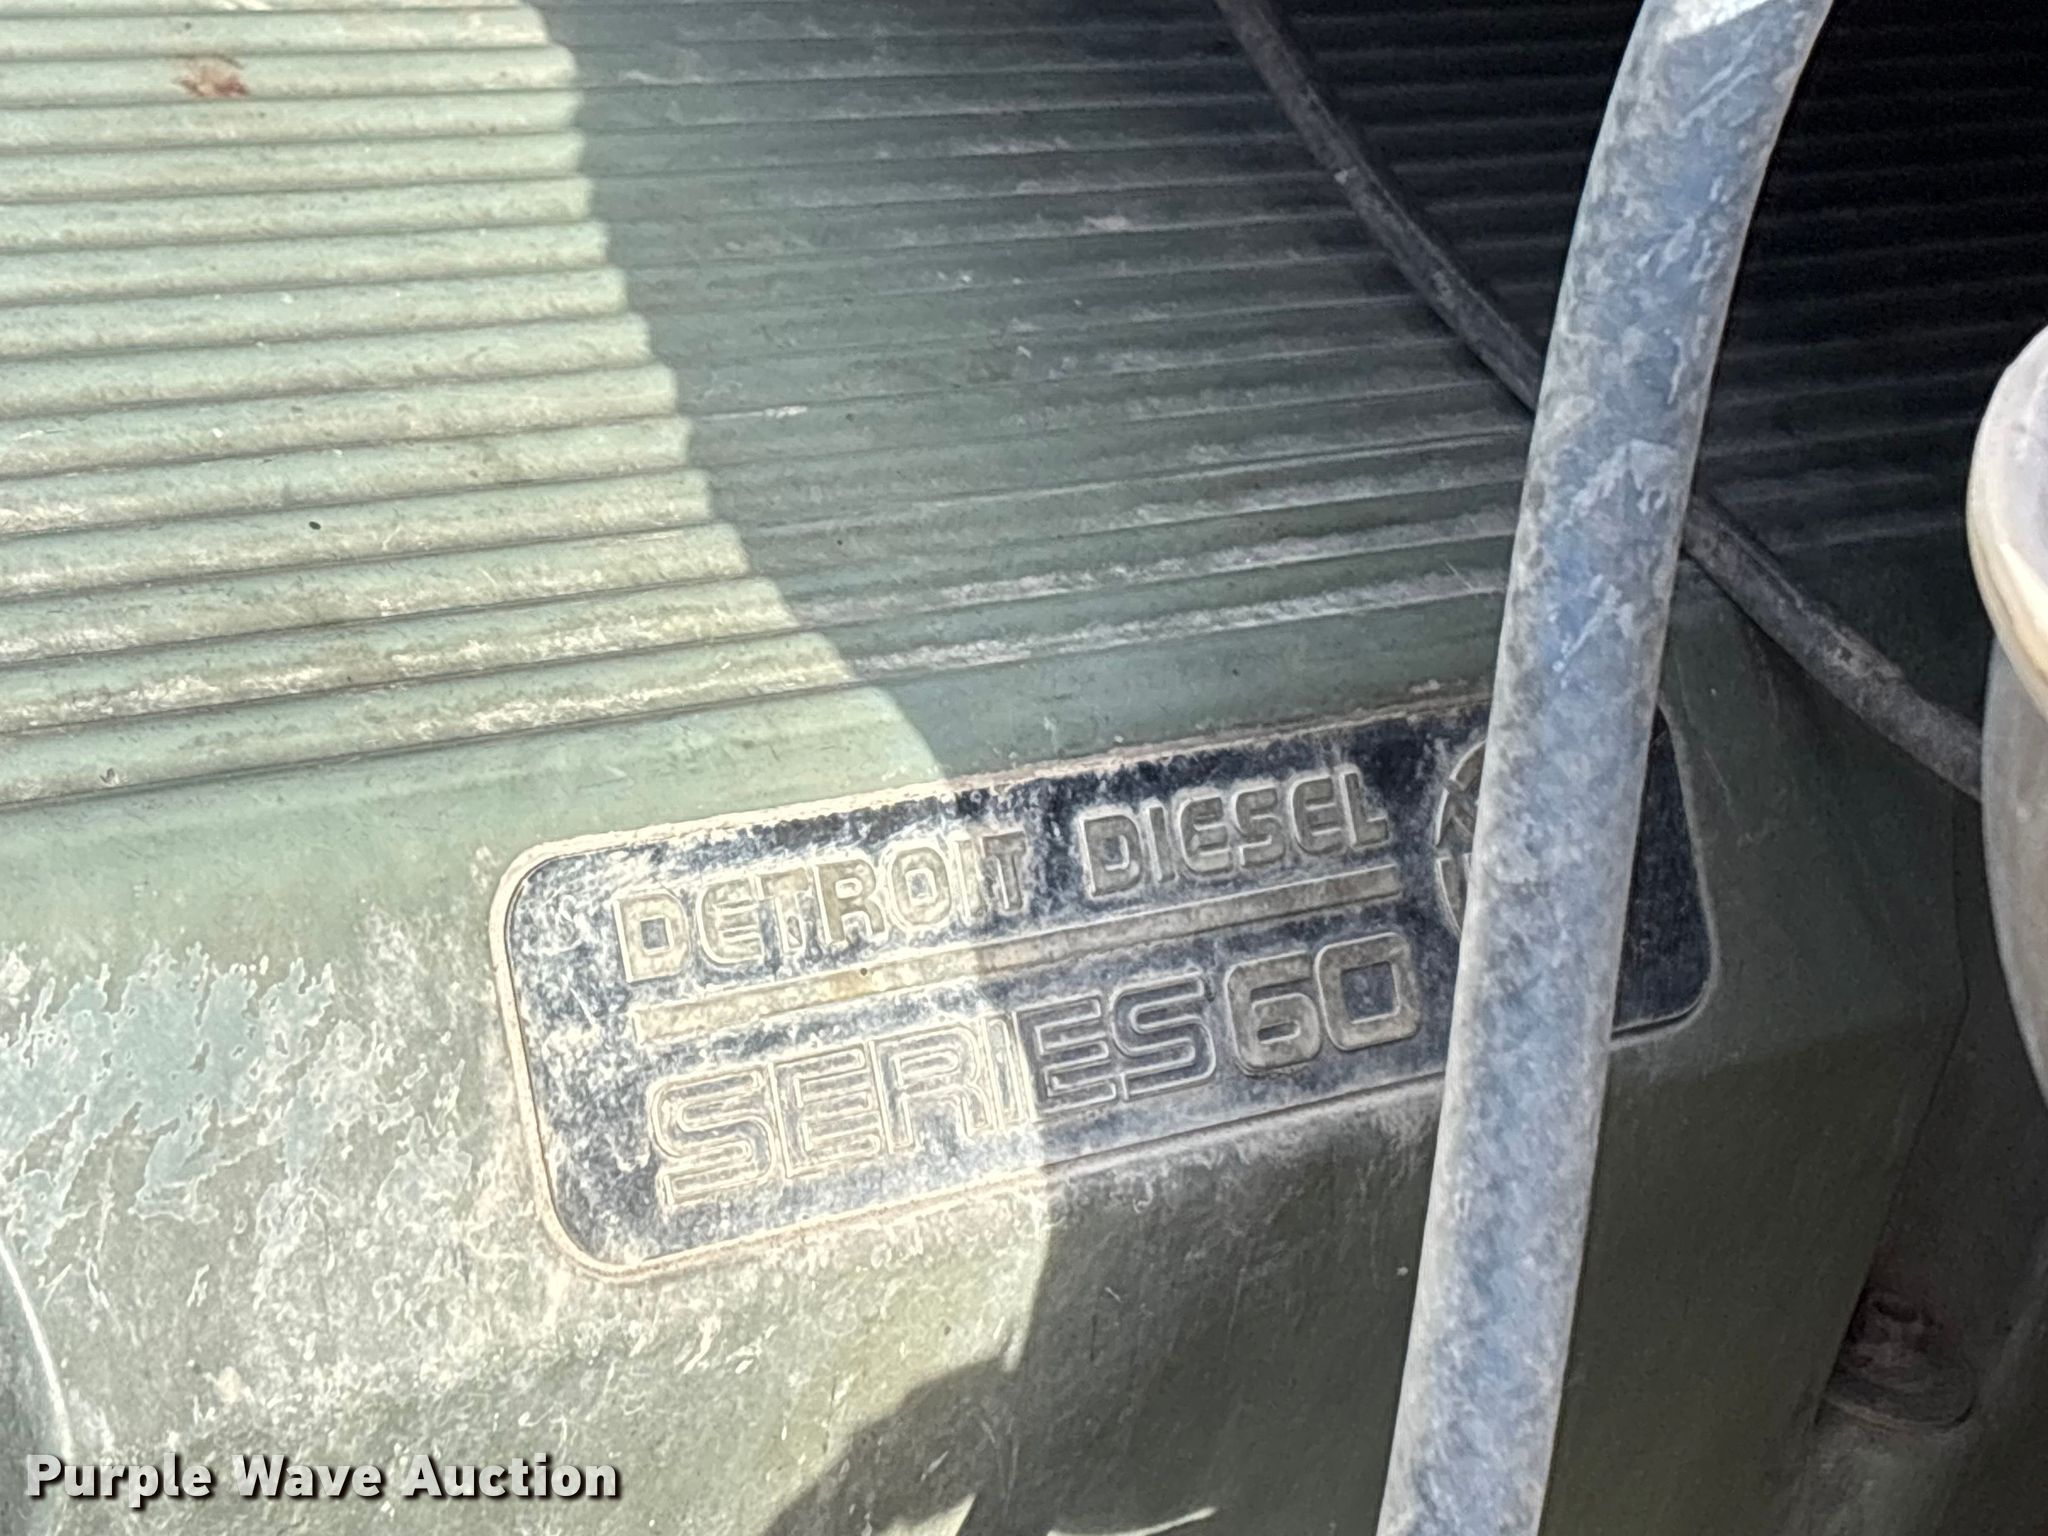 DETROIT DIESEL
SERIES 60
Purple Wave Auction